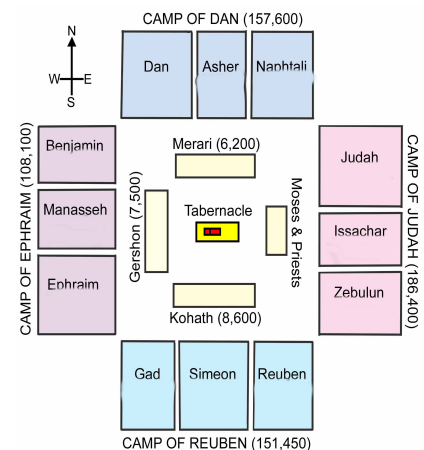 CAMP OF DAN (157,600)
N
W E
S
Dan Asher Naphtali
CAMP OF EPHRAIM (108,100)
Benjamin
Manasseh
Ephraim
Merari (6,200)
Gershon (7,500)
Tabernacle
Moses & Priests
Kohath (8,600)
Judah
Issachar
Zebulun
CAMP OF JUDAH (186,400)
Gad Simeon Reuben
CAMP OF REUBEN (151,450)